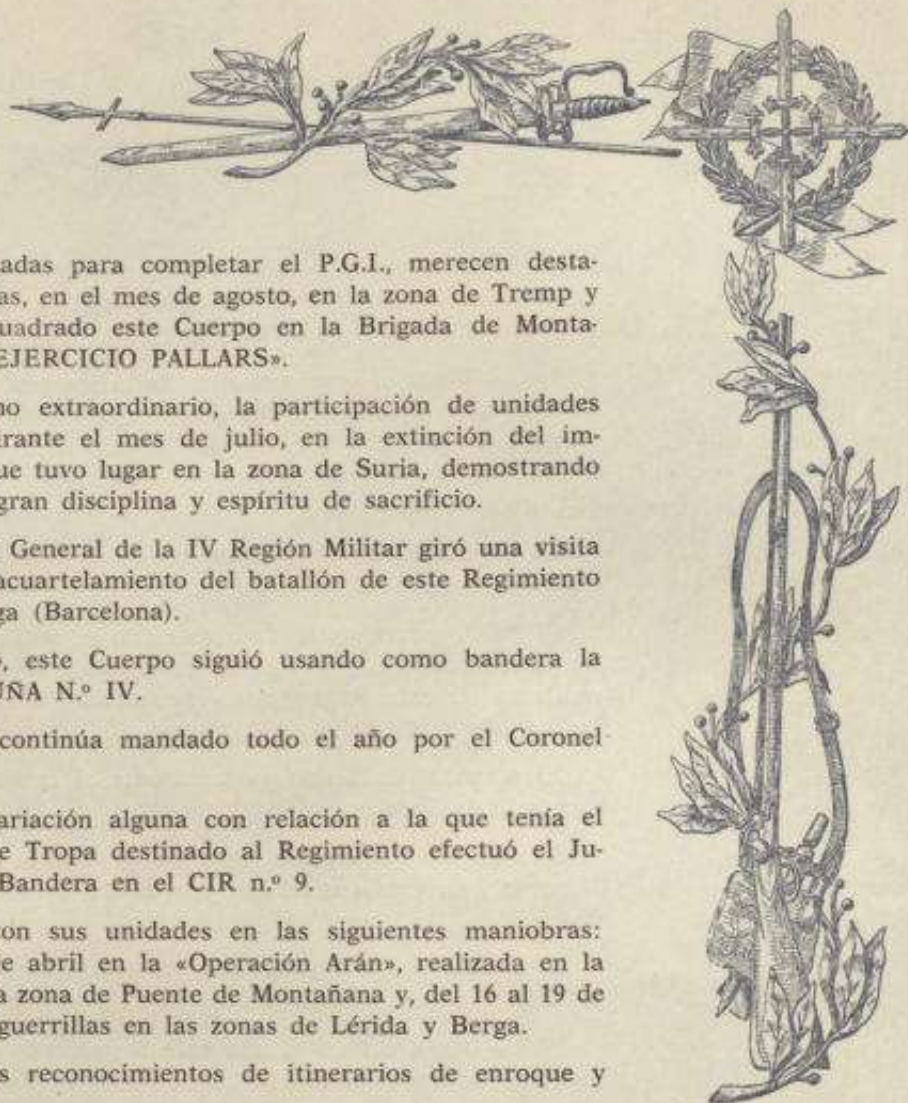 adas para completar el P.G.I., merecen desta-
as, en el mes de agosto, en la zona de Tremp y
uadrado este Cuerpo en la Brigada de Monta-
EJERCICIO PALLARS».
no extraordinario, la participación de unidades
urante el mes de julio, en la extinción del im-
ue tuvo lugar en la zona de Suria, demostrando
gran disciplina y espíritu de sacrificio.
General de la IV Región Militar giró una visita
acuartelamiento del batallón de este Regimiento
ga (Barcelona).
o, este Cuerpo siguió usando como bandera la
UÑA N.º IV.
continúa mandado todo el año por el Coronel
ariación alguna con relación a la que tenía el
e Tropa destinado al Regimiento efectuó el Ju-
Bandera en el CIR n.º 9.
on sus unidades en las siguientes maniobras:
e abril en la «Operación Arán», realizada en la
a zona de Puente de Montañana y, del 16 al 19 de
guerrillas en las zonas de Lérida y Berga.
s reconocimientos de itinerarios de enroque y